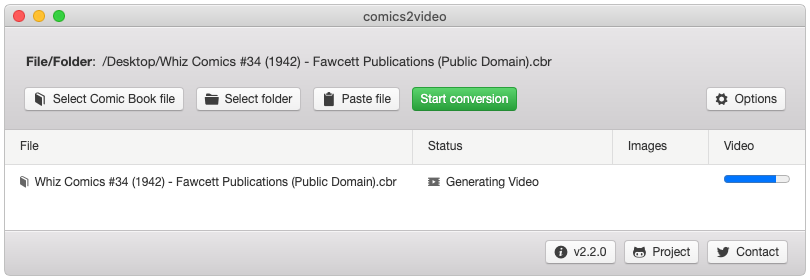 comics2video
File/Folder: /Desktop/Whiz Comics #34 (1942) - Fawcett Publications (Public Domain).cbr
Select Comic Book file Select folder Paste file Start conversion Options
File Status Images Video
Whiz Comics #34 (1942) - Fawcett Publications (Public Domain).cbr Generating Video
v2.2.0 Project Contact